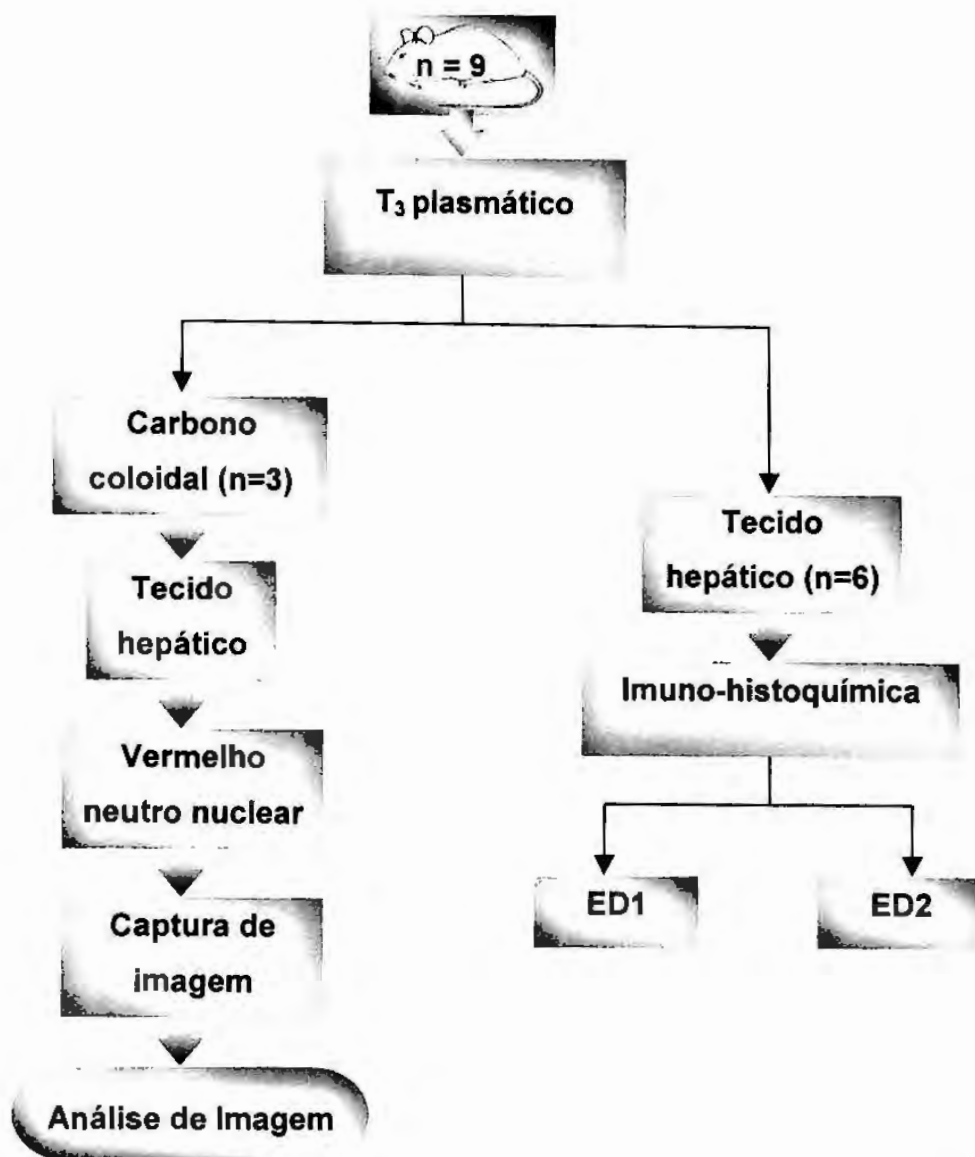 n = 9
T₃ plasmático
Carbono
coloidal (n=3)
Tecido
hepático
Vermelho
neutro nuclear
Captura de
imagem
Análise de Imagem
Tecido
hepático (n=6)
Imuno-histoquímica
ED1
ED2